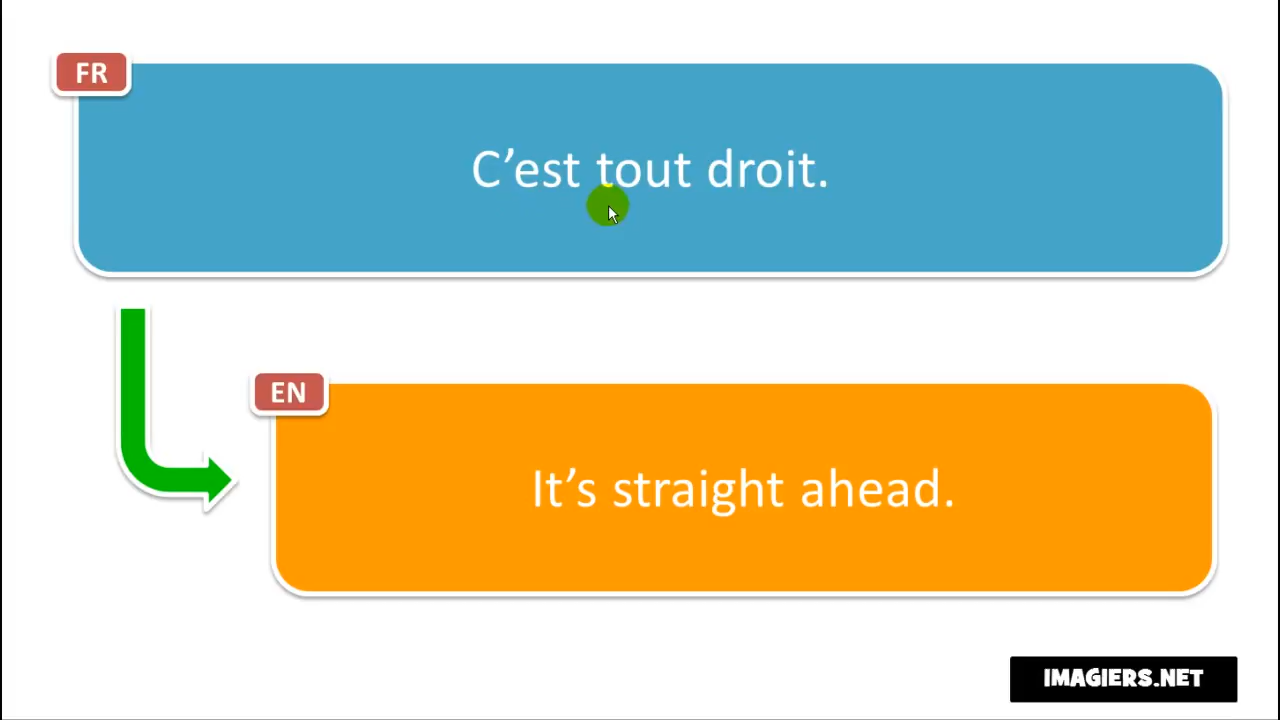 FR
C’est tout droit.
EN
It’s straight ahead.
IMAGIERS.NET